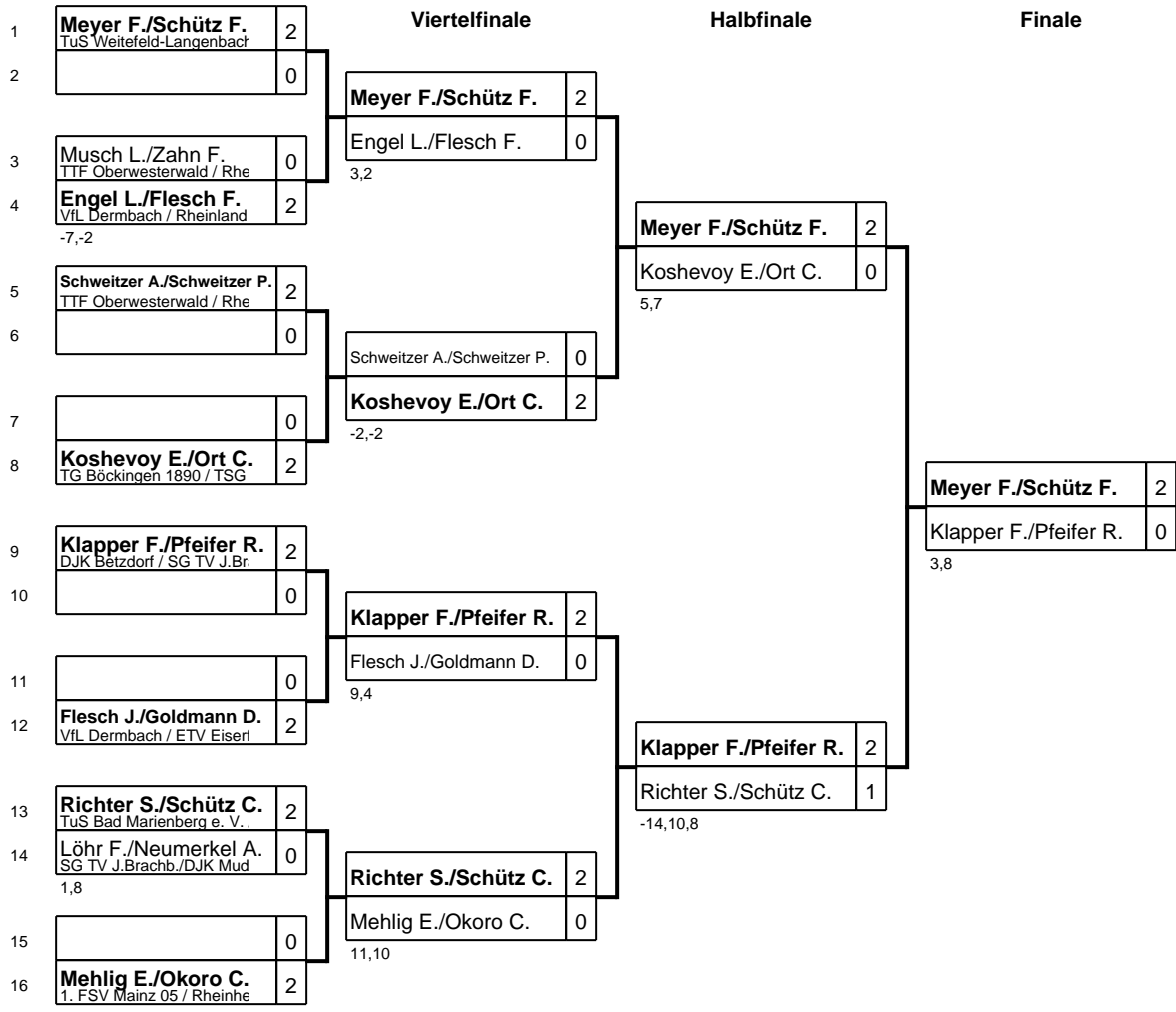 Viertelfinale
Halbfinale
Finale
1
Meyer F./Schütz F.
2
TuS Weitefeld-Langenbach
2
0
3
Musch L./Zahn F.
0
TTF Oberwesterwald / Rhe
4
Engel L./Flesch F.
2
VfL Dermbach / Rheinland
-7,-2
5
Schweitzer A./Schweitzer P.
2
TTF Oberwesterwald / Rhe
6
0
7
0
8
Koshevoy E./Ort C.
2
TG Böckingen 1890 / TSG
9
Klapper F./Pfeifer R.
2
DJK Betzdorf / SG TV J.Br
10
0
11
0
12
Flesch J./Goldmann D.
2
VfL Dermbach / ETV Eiser
13
Richter S./Schütz C.
2
TuS Bad Marienberg e. V.
14
Löhr F./Neumerkel A.
0
SG TV J.Brachb./DJK Mud
1,8
15
0
16
Mehlig E./Okoro C.
2
1. FSV Mainz 05 / Rheinhe
Meyer F./Schütz F.
2
Engel L./Flesch F.
0
3,2
Schweitzer A./Schweitzer P.
0
Koshevoy E./Ort C.
2
-2,-2
Klapper F./Pfeifer R.
2
Flesch J./Goldmann D.
0
9,4
Richter S./Schütz C.
2
Mehlig E./Okoro C.
0
11,10
Meyer F./Schütz F.
2
Koshevoy E./Ort C.
0
5,7
Klapper F./Pfeifer R.
2
Richter S./Schütz C.
1
-14,10,8
Meyer F./Schütz F.
2
Klapper F./Pfeifer R.
0
3,8